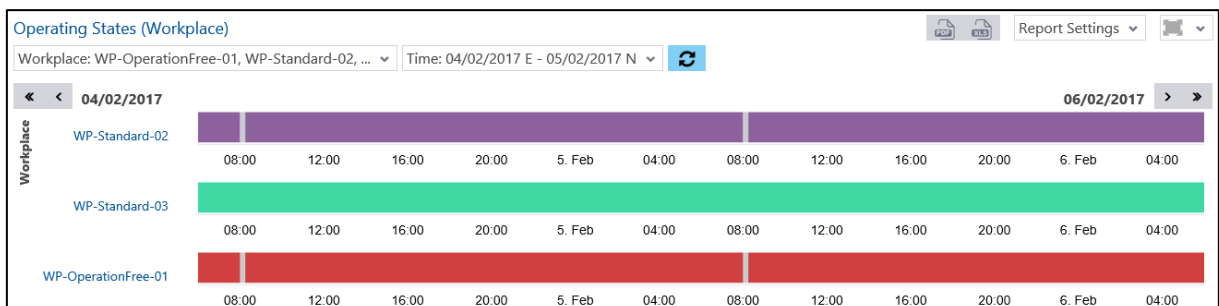 Operating States (Workplace)
PDF XLS Report Settings
Workplace: WP-OperationFree-01, WP-Standard-02, ... Time: 04/02/2017 E - 05/02/2017 N
« < 04/02/2017 06/02/2017 > »
Workplace
WP-Standard-02
08:00 12:00 16:00 20:00 5. Feb 04:00 08:00 12:00 16:00 20:00 6. Feb 04:00
WP-Standard-03
08:00 12:00 16:00 20:00 5. Feb 04:00 08:00 12:00 16:00 20:00 6. Feb 04:00
WP-OperationFree-01
08:00 12:00 16:00 20:00 5. Feb 04:00 08:00 12:00 16:00 20:00 6. Feb 04:00